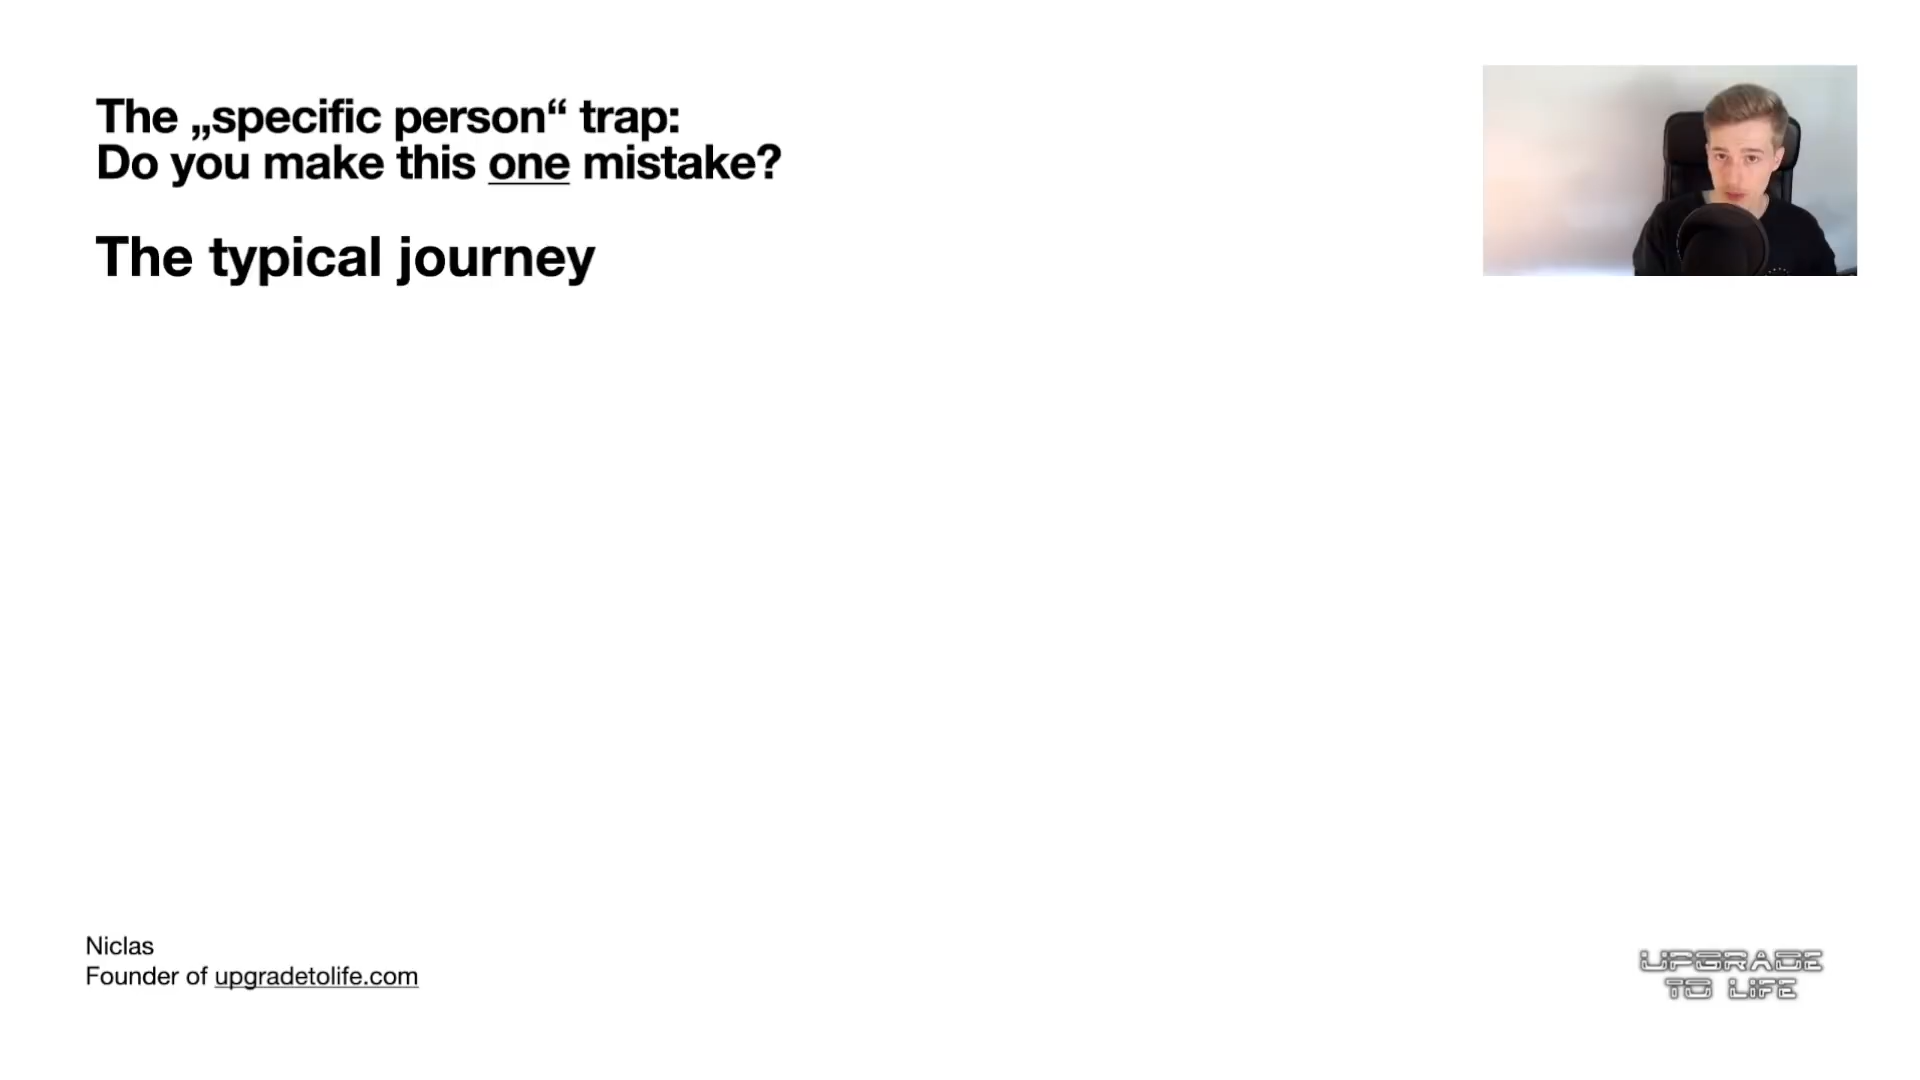 The „specific person“ trap:
Do you make this one mistake?
The typical journey
Niclas
Founder of upgradetolife.com
UPGRADE
TO LIFE